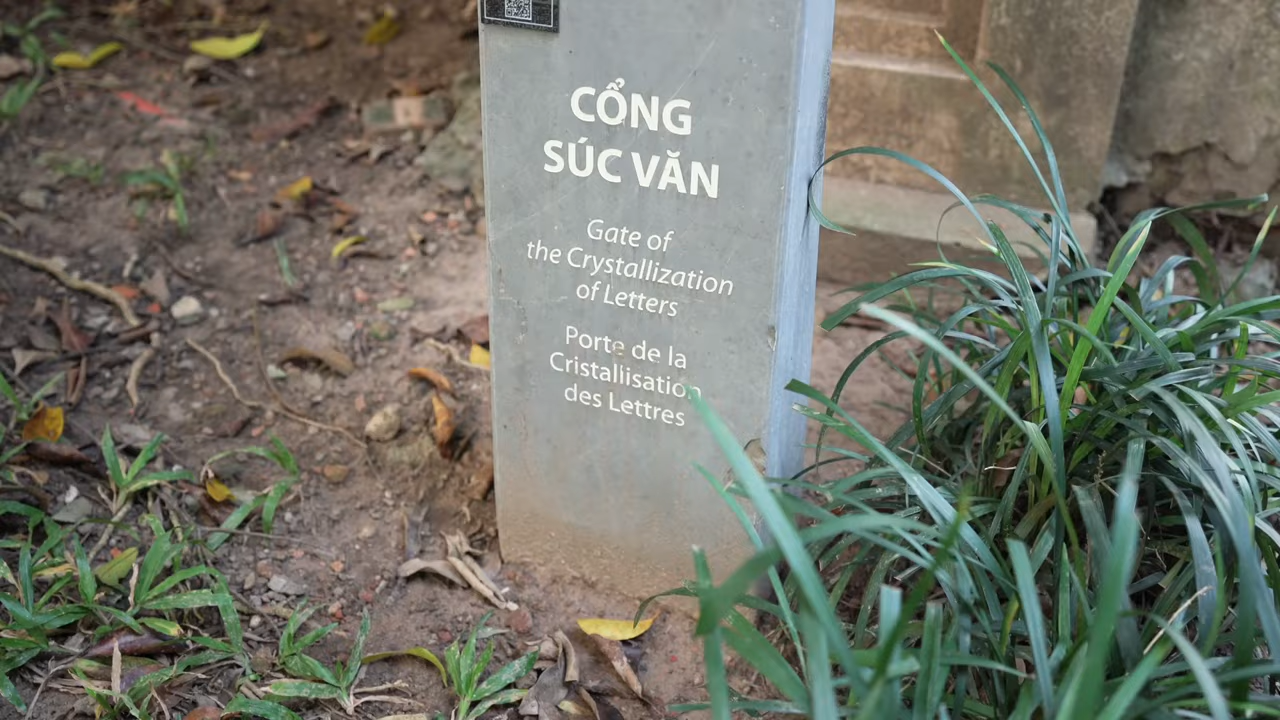 CỔNG
SÚC VĂN
Gate of
the Crystallization
of Letters
Porte de la
Cristallisation
des Lettres